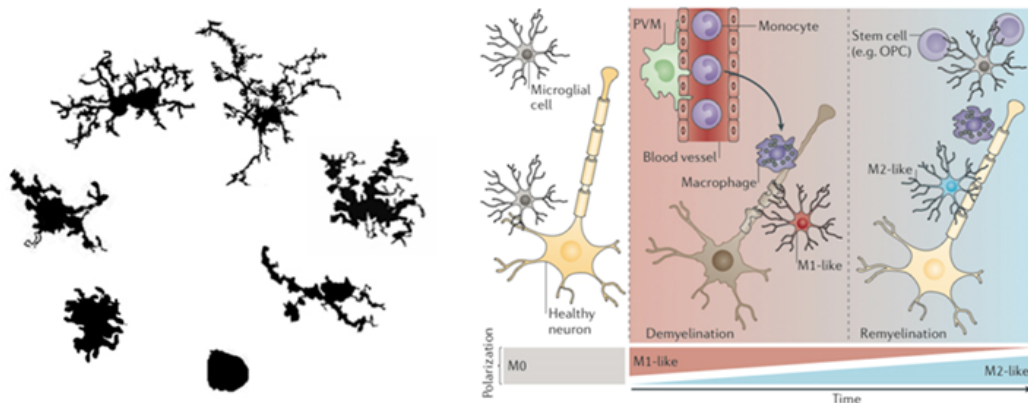 PVM
Monocyte
Stem cell
(e.g. OPC)
Microglial
cell
Blood vessel
Macrophage
M2-like
M1-like
Healthy
neuron
Demyelination
Remyelination
Polarization
M0
M1-like
M2-like
Time